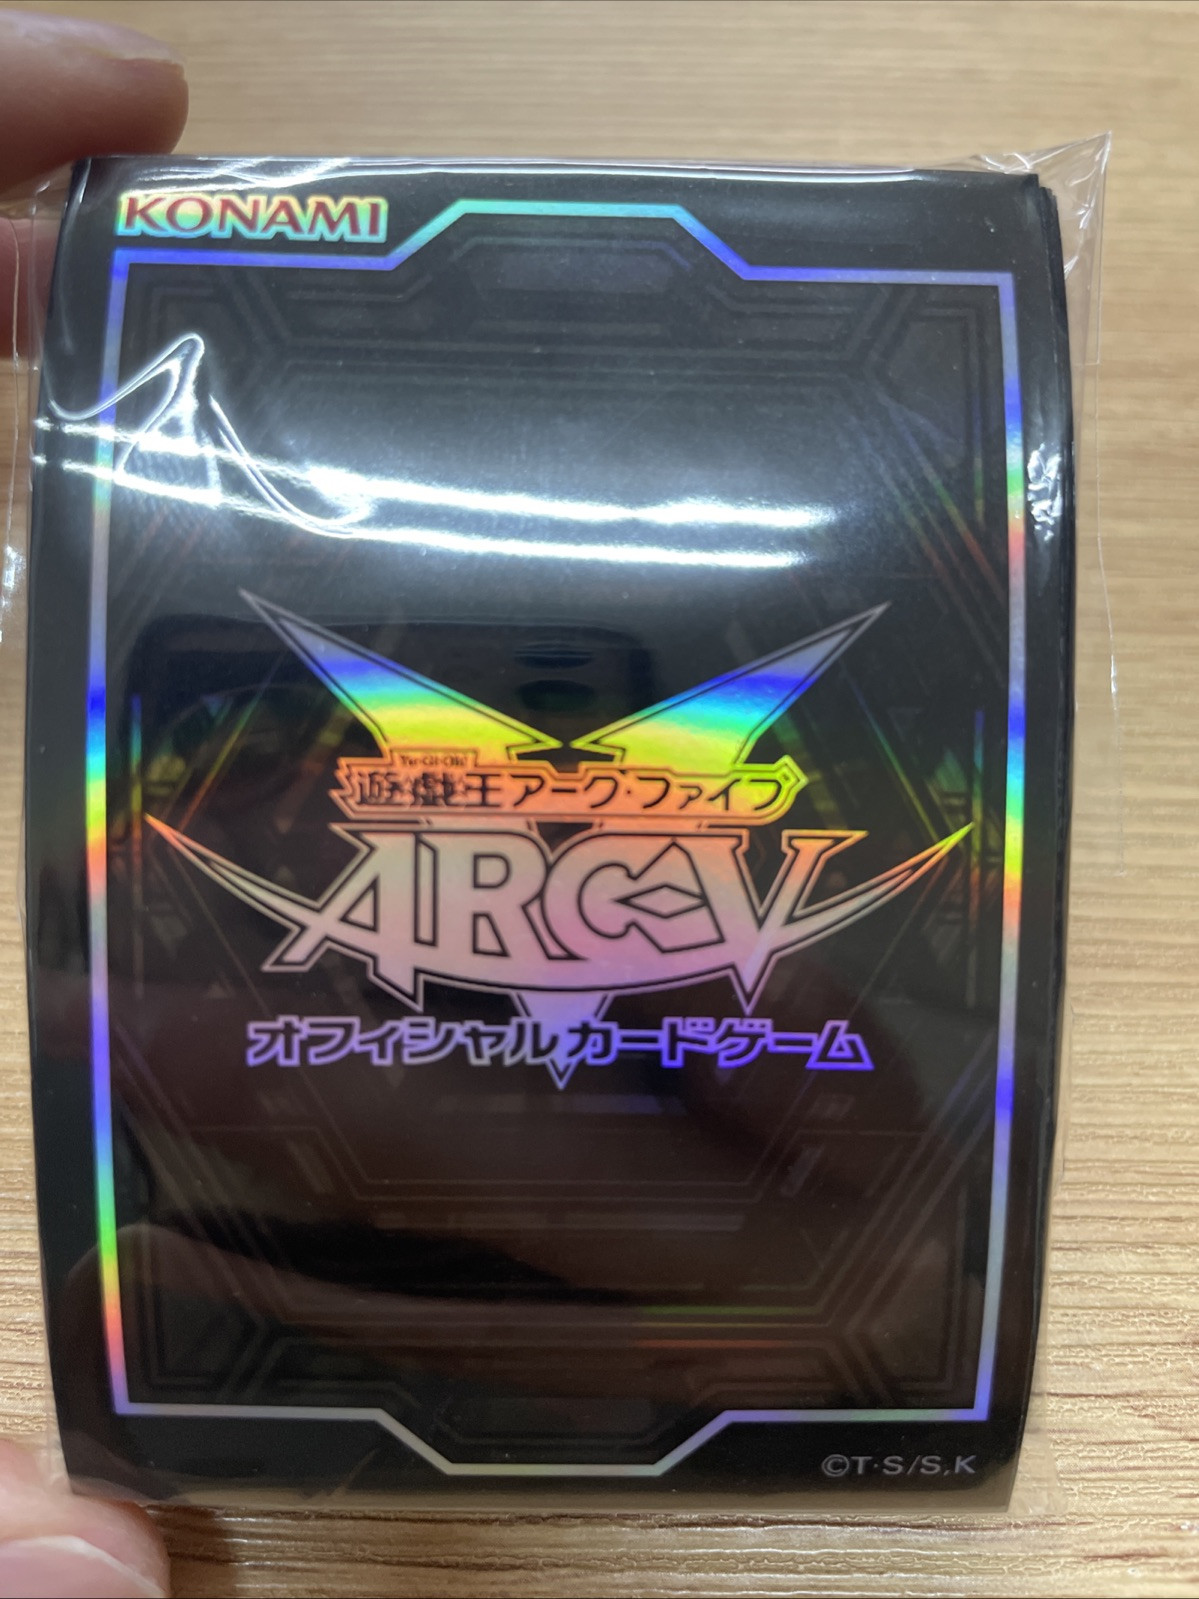 KONAMI
Yu-Gi-Oh!
遊☆戯☆王 アーク・ファイブ
ARC-V
オフィシャルカードゲーム
©T·S/S,K